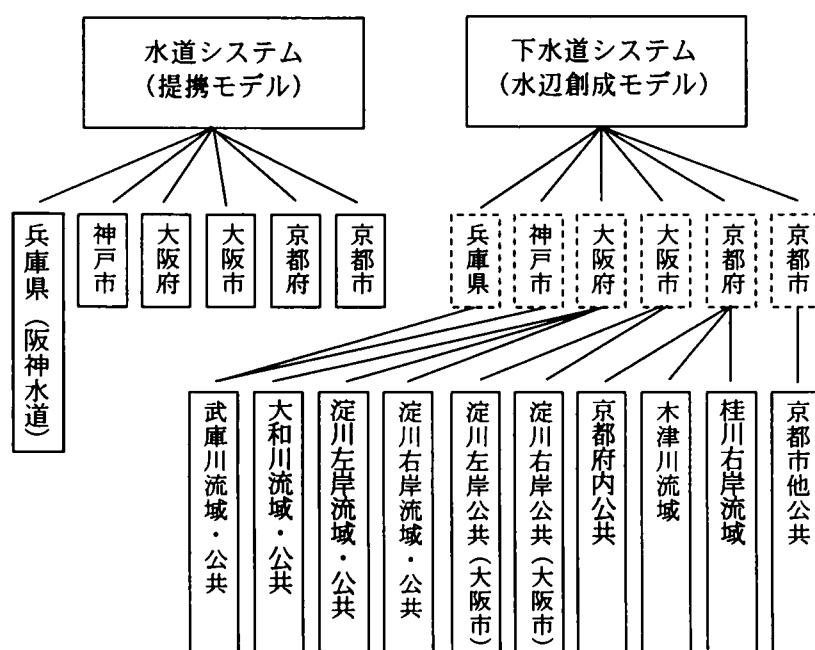 水道システム
(提携モデル)
下水道システム
(水辺創成モデル)
兵庫県(阪神水道)
神戸市
大阪府
大阪市
京都府
京都市
兵庫県
神戸市
大阪府
大阪市
京都府
京都市
武庫川流域・公共
大和川流域・公共
淀川左岸流域・公共
淀川右岸流域・公共
淀川左岸公共(大阪市)
淀川右岸公共(大阪市)
京都府内公共
木津川流域
桂川右岸流域
京都市他公共